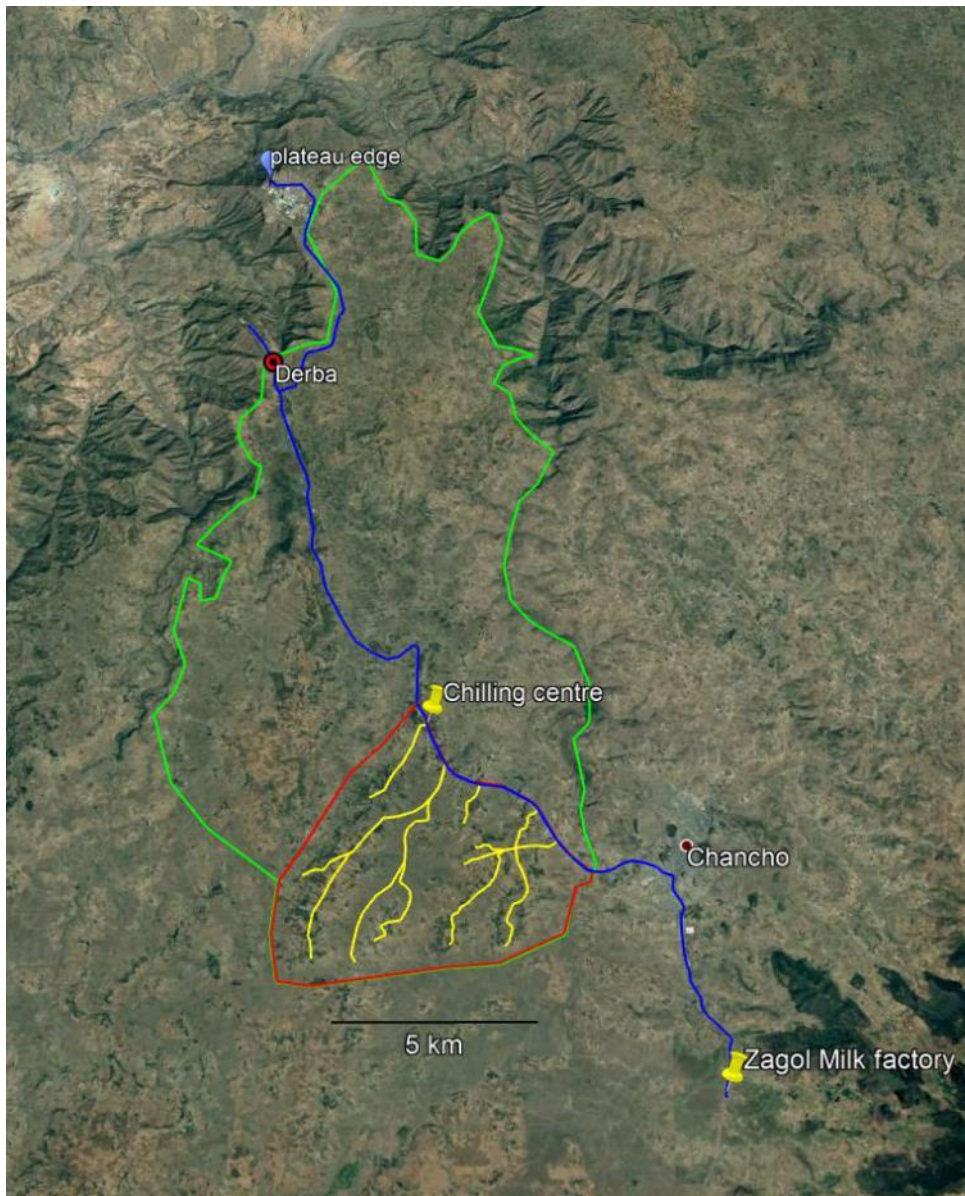 plateau edge
Derba
Chilling centre
Chancho
5 km
Zagol Milk factory